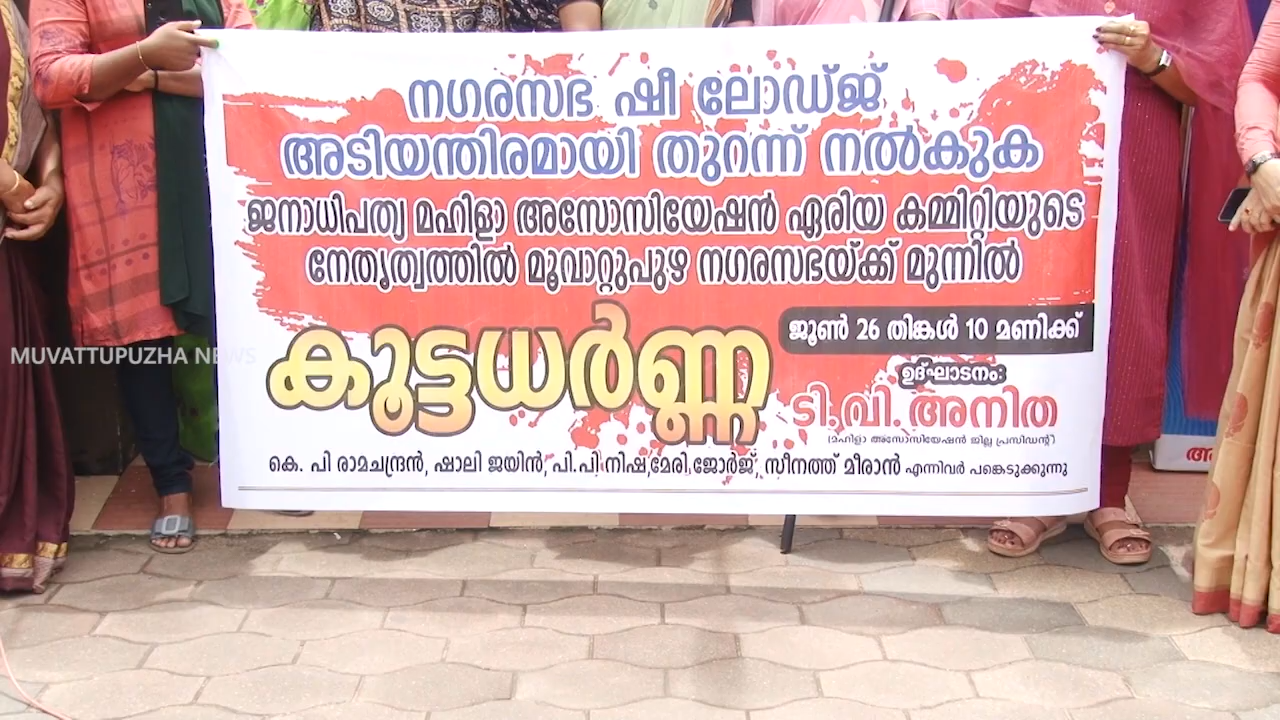 നഗരസഭ ഷീ ലോഡ്ജ്
അടിയന്തിരമായി തുറന്ന് നൽകുക
ജനാധിപത്യ മഹിളാ അസോസിയേഷൻ ഏരിയ കമ്മിറ്റിയുടെ
നേതൃത്വത്തിൽ മൂവാറ്റുപുഴ നഗരസഭയ്ക്ക് മുന്നിൽ
കൂട്ടധർണ്ണ
ജൂൺ 26 തിങ്കൾ 10 മണിക്ക്
ഉദ്ഘാടനം:
ടി.വി. അനിത
(മഹിളാ അസോസിയേഷൻ ജില്ല പ്രസിഡന്റ്)
കെ. പി രാമചന്ദ്രൻ, ഷാലി ജയിൻ, പി.പി നിഷ,മേരി ജോർജ്, സീനത്ത് മീരാൻ എന്നിവർ പങ്കെടുക്കുന്നു
MUVATTUPUZHA NEWS